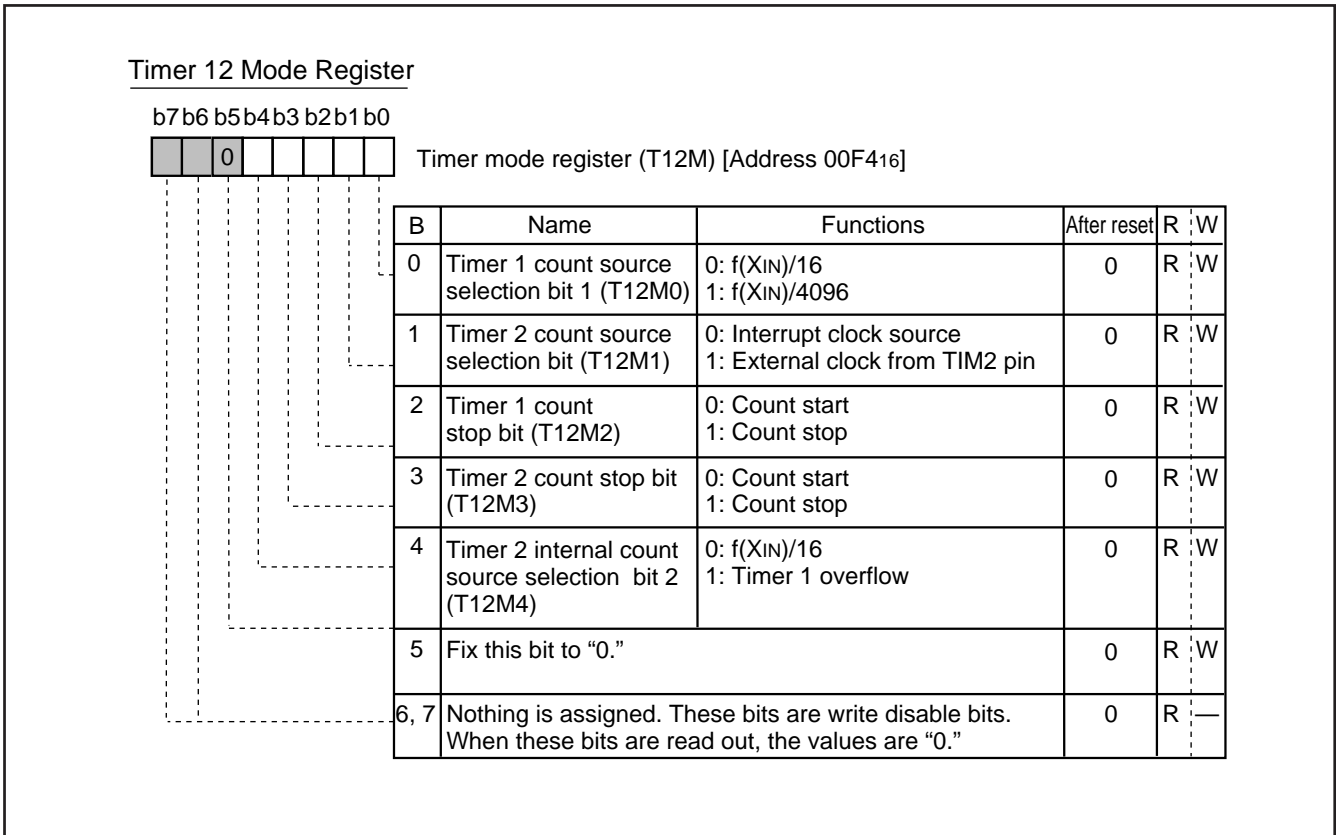 Timer 12 Mode Register
b7 b6 b5 b4 b3 b2 b1 b0
0
Timer mode register (T12M) [Address 00F416]
B Name Functions After reset R W
0 Timer 1 count source 0: f(XIN)/16 0 R W
selection bit 1 (T12M0) 1: f(XIN)/4096
1 Timer 2 count source 0: Interrupt clock source 0 R W
selection bit (T12M1) 1: External clock from TIM2 pin
2 Timer 1 count 0: Count start 0 R W
stop bit (T12M2) 1: Count stop
3 Timer 2 count stop bit 0: Count start 0 R W
(T12M3) 1: Count stop
4 Timer 2 internal count 0: f(XIN)/16 0 R W
source selection bit 2 1: Timer 1 overflow
(T12M4)
5 Fix this bit to “0.” 0 R W
6, 7 Nothing is assigned. These bits are write disable bits. 0 R —
When these bits are read out, the values are “0.”